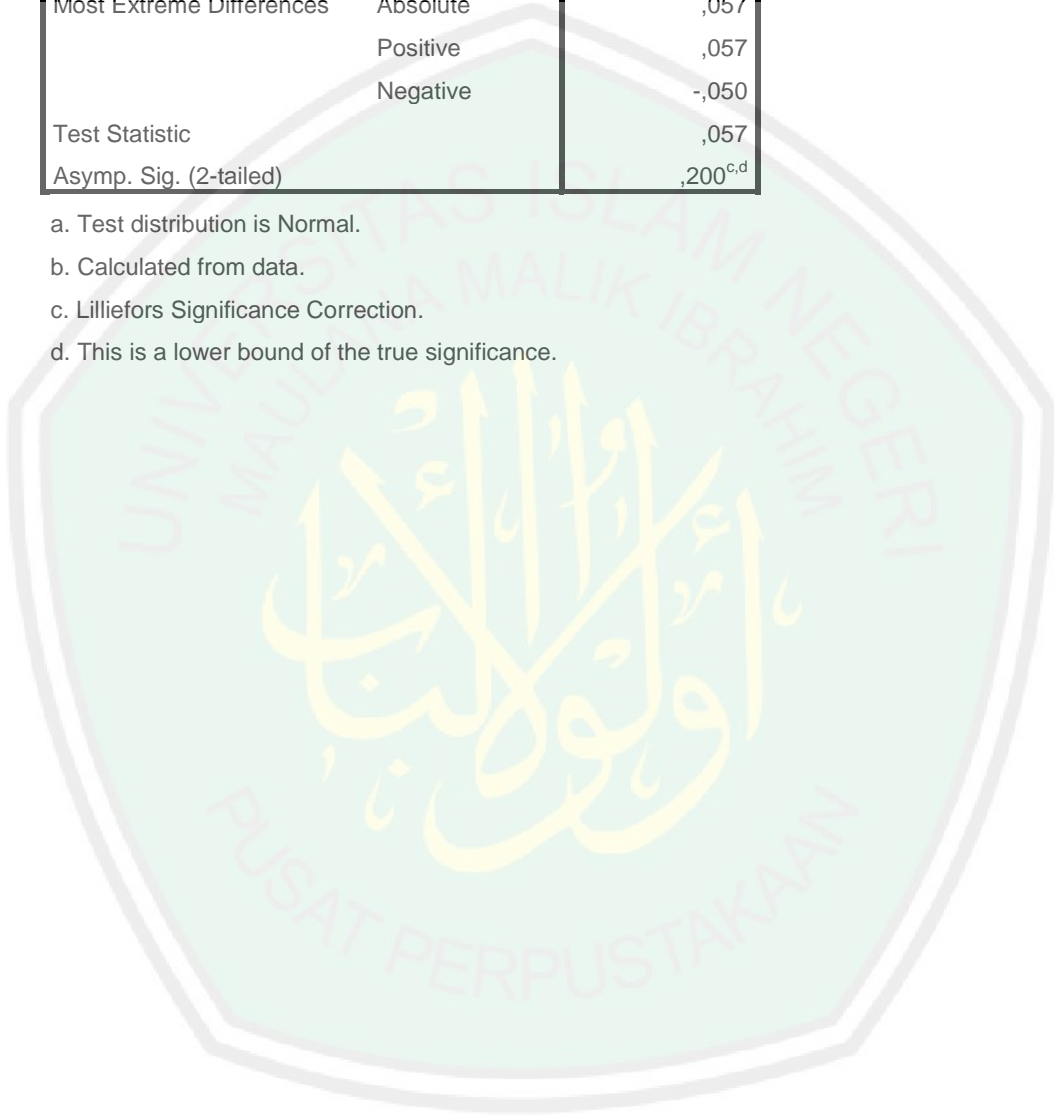 Most Extreme Differences Absolute ,057
Positive ,057
Negative -,050
Test Statistic ,057
Asymp. Sig. (2-tailed) ,200c,d
a. Test distribution is Normal.
b. Calculated from data.
c. Lilliefors Significance Correction.
d. This is a lower bound of the true significance.
UNIVERSITAS ISLAM NEGERI
MAULANA MALIK IBRAHIM
أولوا الألباب
PUSAT PERPUSTAKAAN